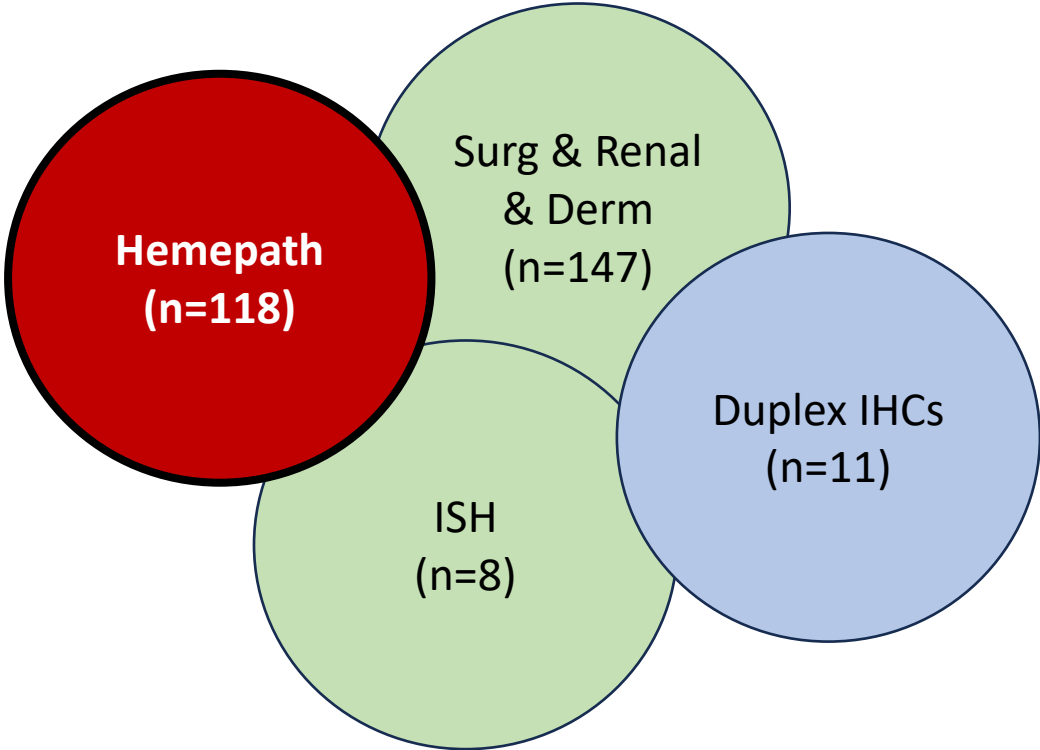 Hemepath
(n=118)
Surg & Renal
& Derm
(n=147)
Duplex IHCs
(n=11)
ISH
(n=8)